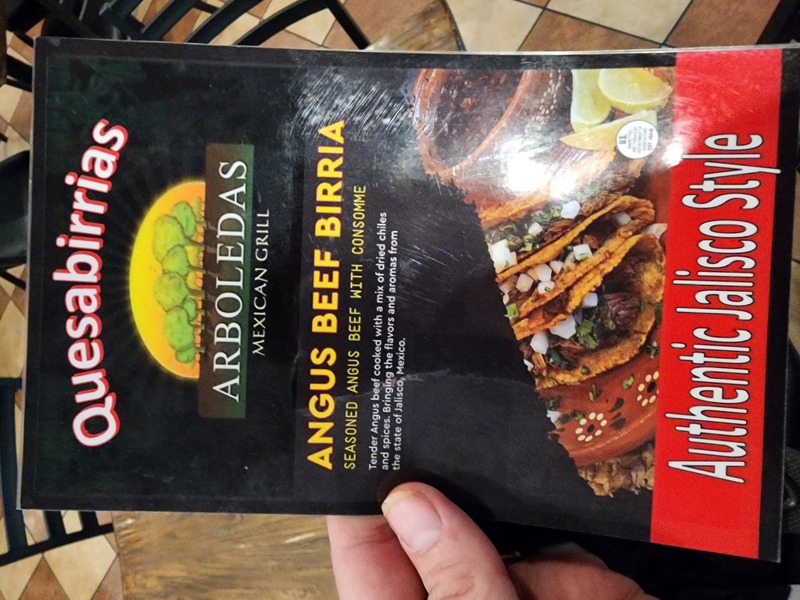 Quesabirrias
ARBOLEDAS
MEXICAN GRILL
ANGUS BEEF BIRRIA
SEASONED ANGUS BEEF WITH CONSOMME
Tender Angus beef cooked with a mix of dried chiles
and spices. Bringing the flavors and aromas from
the state of Jalisco, Mexico.
Authentic Jalisco Style